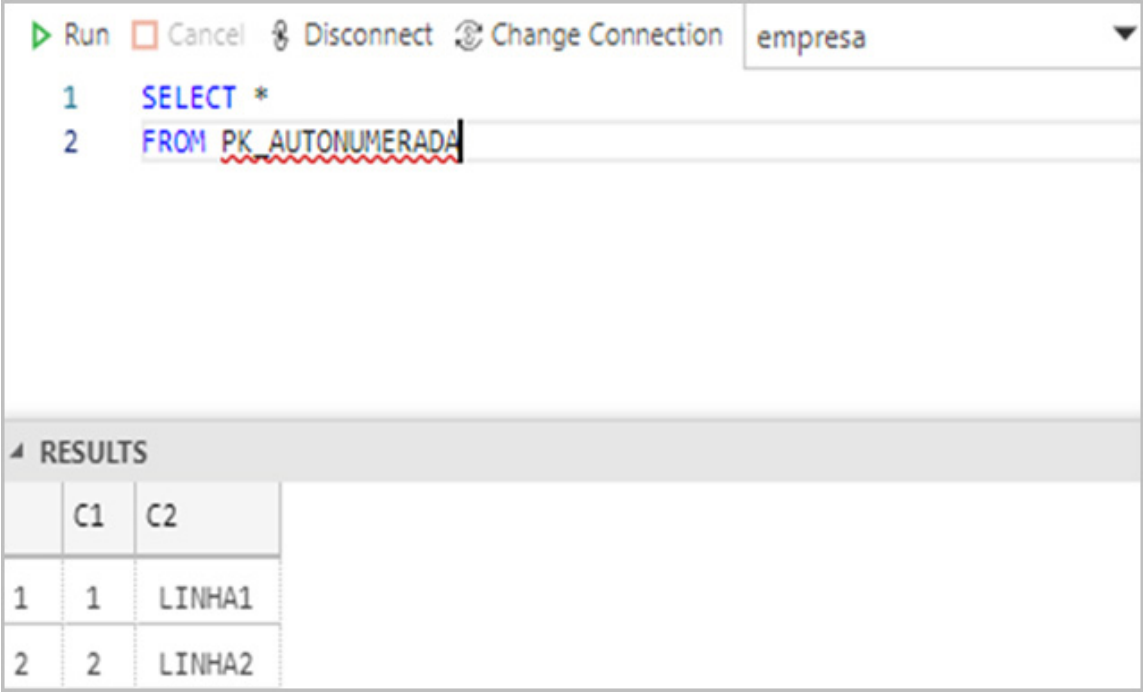 Run Cancel Disconnect Change Connection empresa
1 SELECT *
2 FROM PK_AUTONUMERADA
RESULTS
C1 C2
1 1 LINHA1
2 2 LINHA2